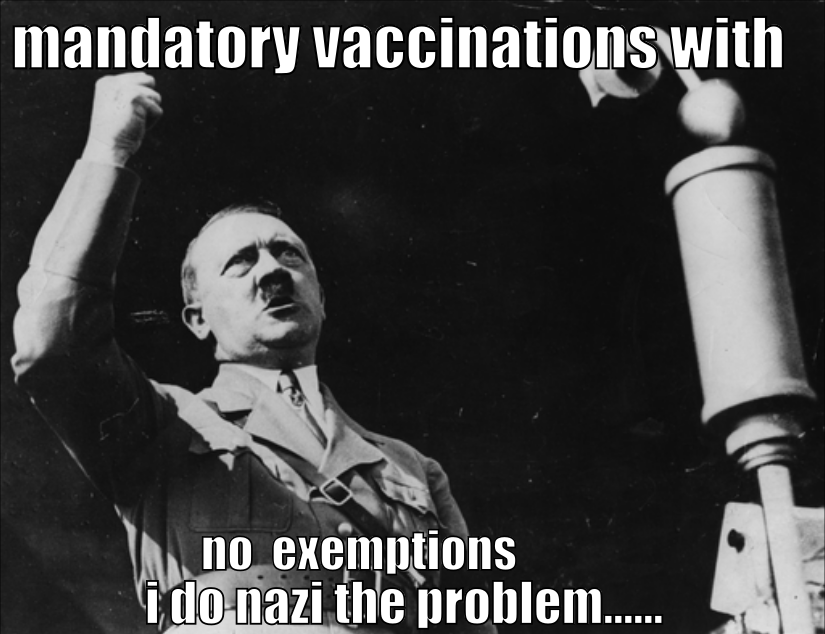 mandatory vaccinations with
no exemptions
i do nazi the problem......